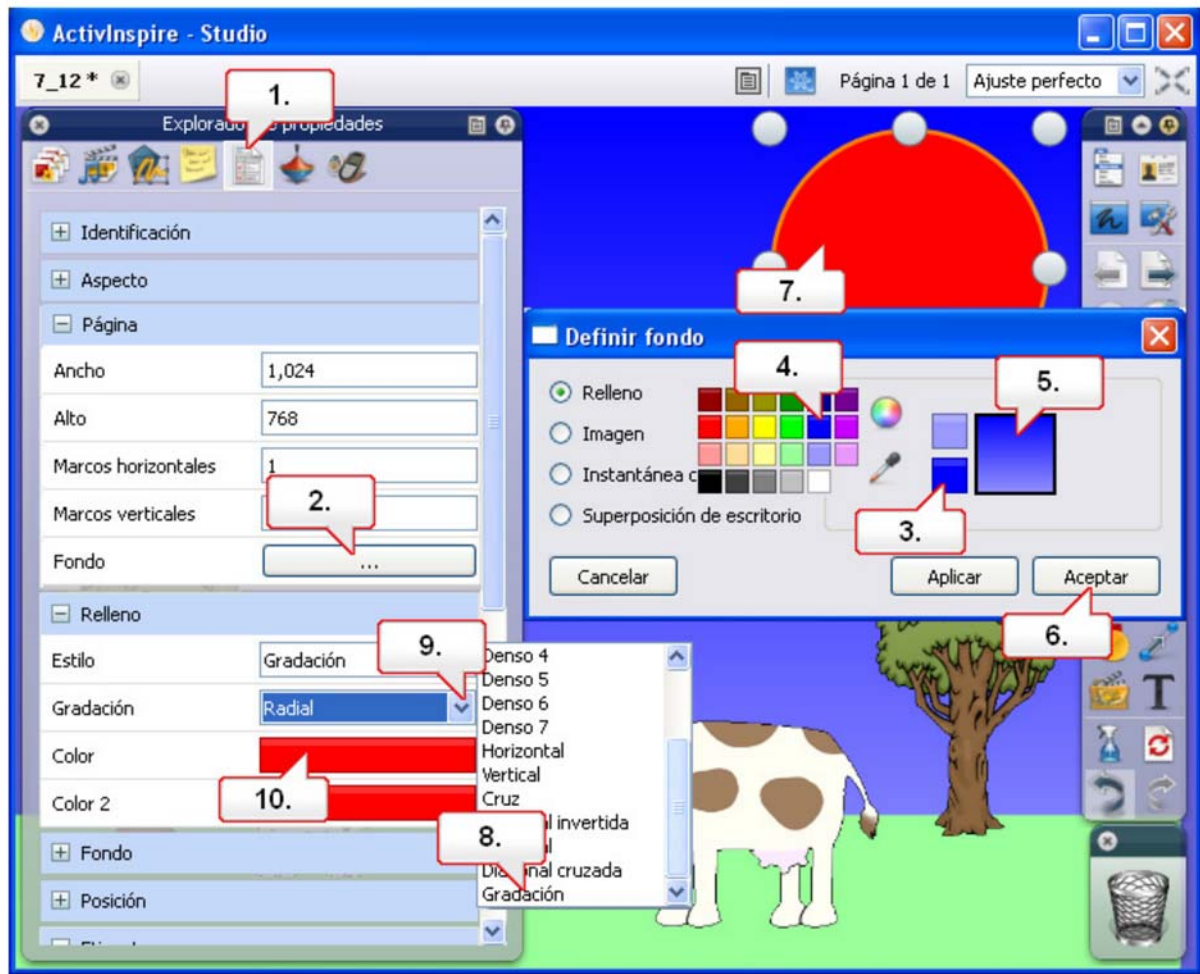 ActivInspire - Studio
7_12 *
Página 1 de 1
Ajuste perfecto
1.
Explorado e propiedades
Identificación
Aspecto
Página
Ancho 1,024
Alto 768
Marcos horizontales 1
Marcos verticales
2.
Fondo ...
Relleno
Estilo Gradación
9.
Gradación Radial
Color
10.
Color 2
Fondo
Posición
7.
Definir fondo
4.
5.
Relleno
Imagen
Instantánea c
Superposición de escritorio
3.
Cancelar
Aplicar
Aceptar
6.
Denso 4
Denso 5
Denso 6
Denso 7
Horizontal
Vertical
Cruz
al invertida
8.
Diagonal cruzada
Gradación
T